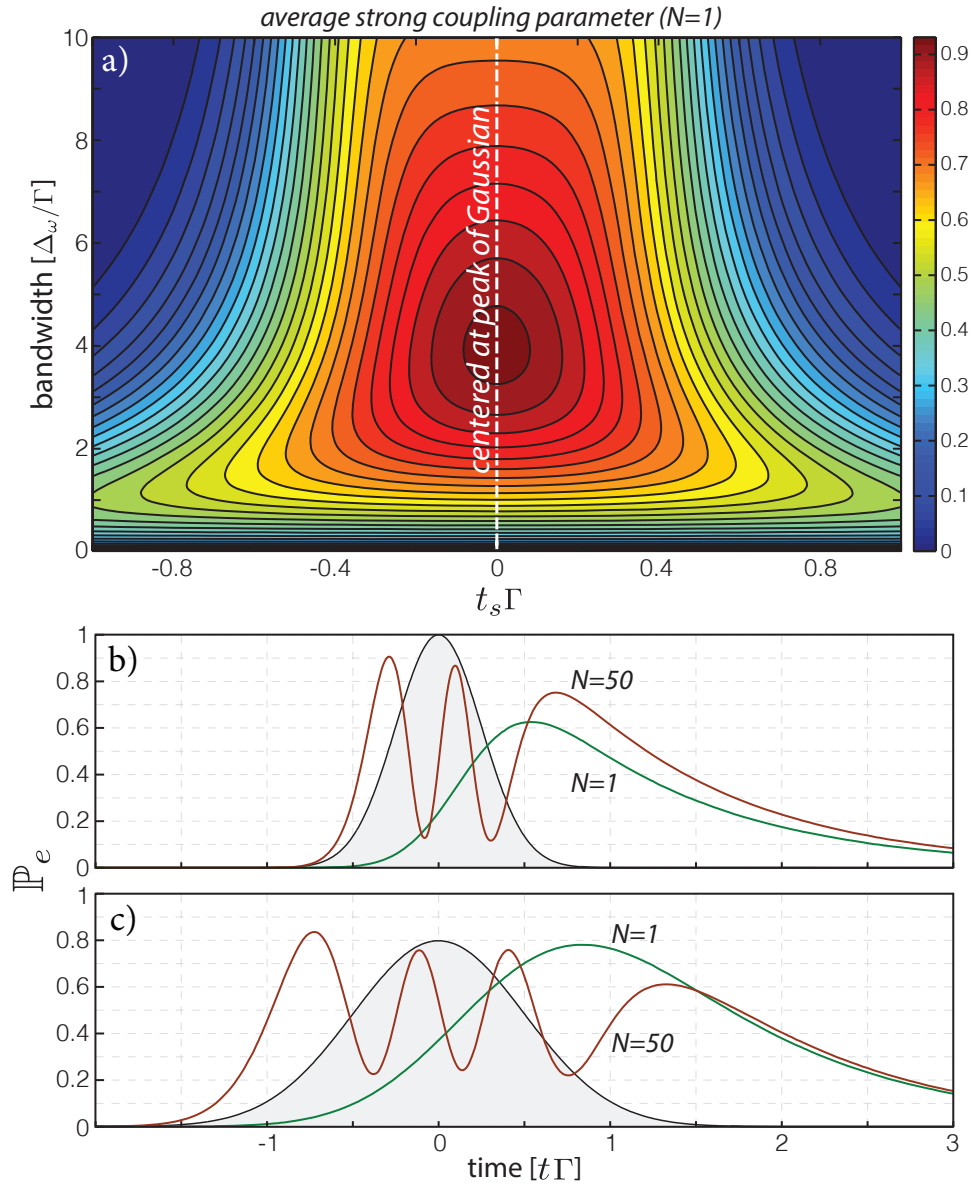 average strong coupling parameter (N=1)
a)
centered at peak of Gaussian
bandwidth [Δω/Γ]
10
8
6
4
2
0
-0.8
-0.4
0
0.4
0.8
tsΓ
0.9
0.8
0.7
0.6
0.5
0.4
0.3
0.2
0.1
0
b)
N=50
N=1
1
0.8
0.6
0.4
0.2
0
ℙe
c)
N=1
N=50
1
0.8
0.6
0.4
0.2
0
-1
0
1
2
3
time [tΓ]